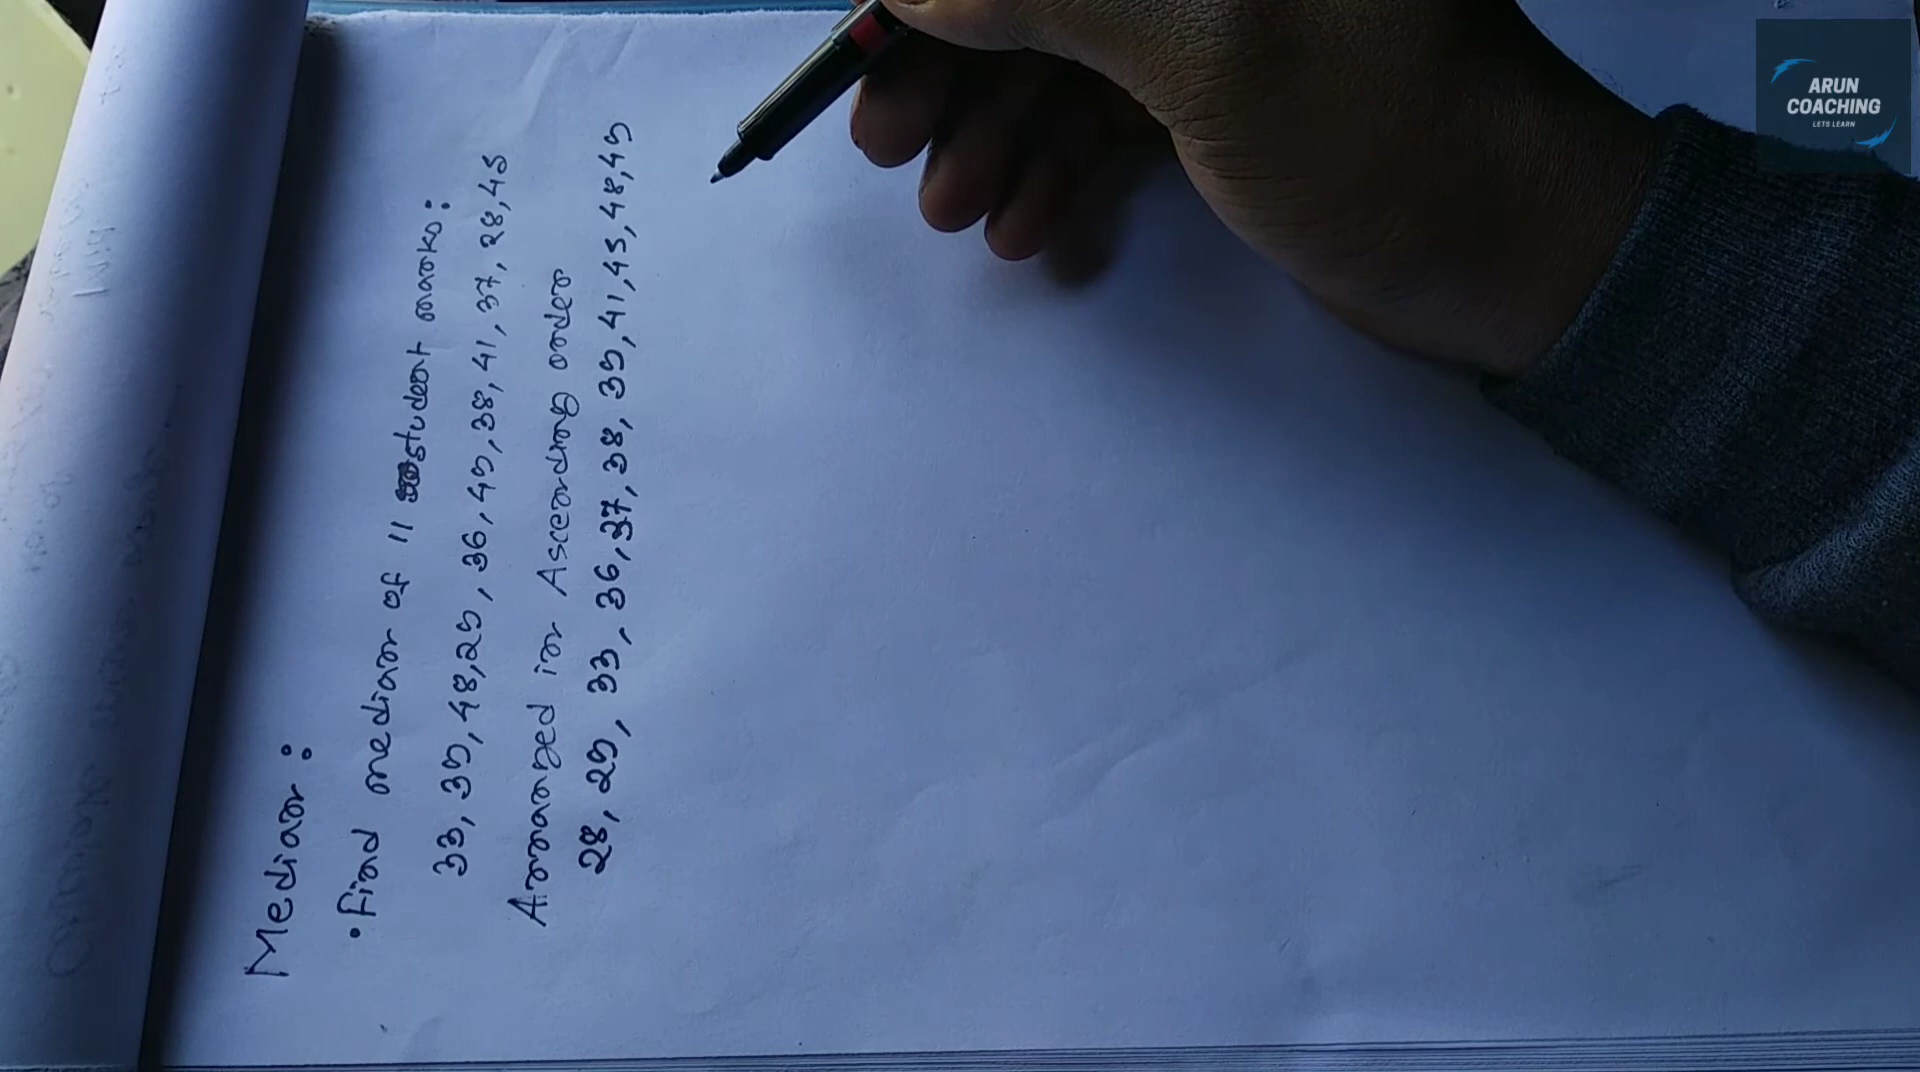 Median:
• Find median of 11 student marks:
33, 39, 48, 29, 36, 49, 38, 41, 37, 28, 45
Arranged in Ascending order
28, 29, 33, 36, 37, 38, 39, 41, 45, 48, 49
ARUN
COACHING
LETS LEARN